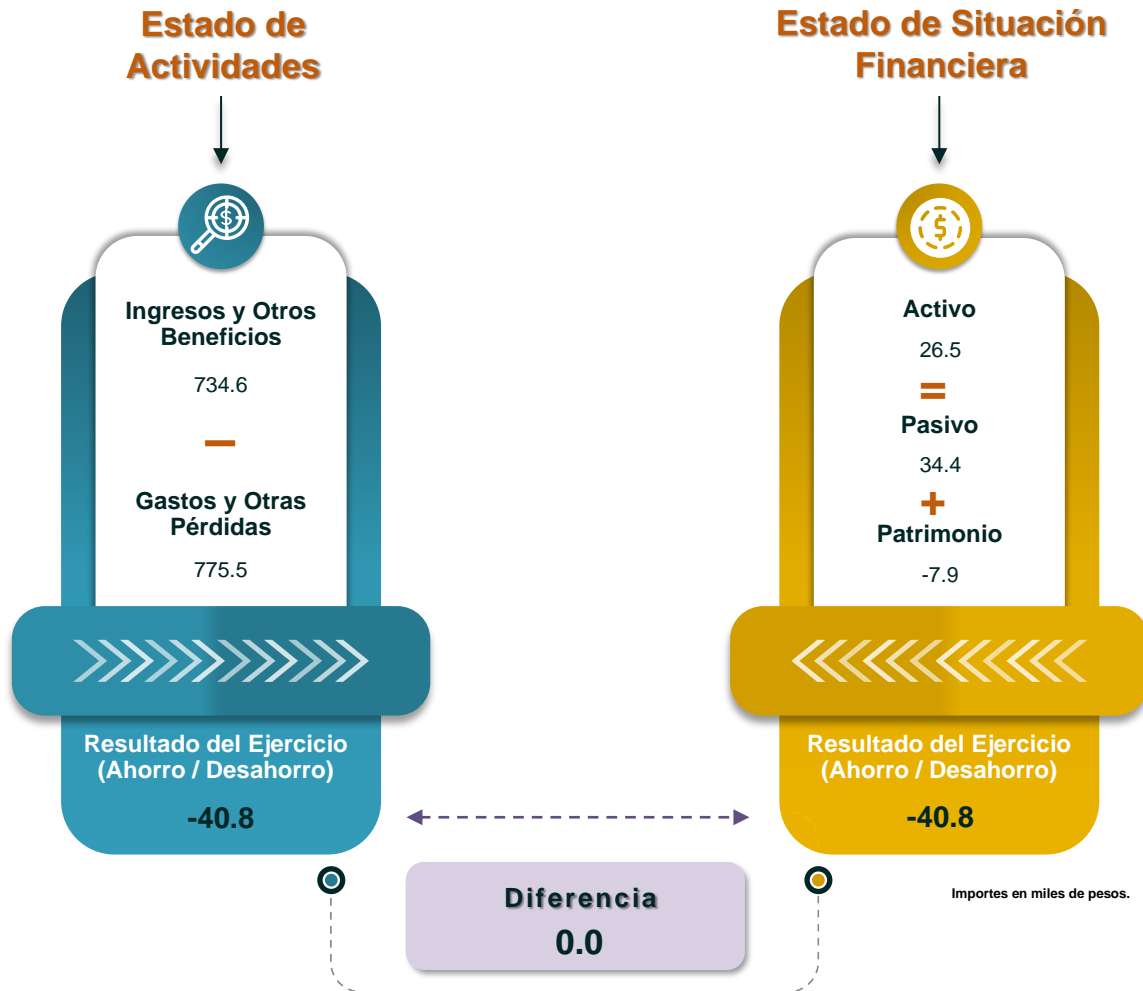 Estado de
Actividades
Ingresos y Otros
Beneficios
734.6
–
Gastos y Otras
Pérdidas
775.5
Resultado del Ejercicio
(Ahorro / Desahorro)
-40.8
Estado de Situación
Financiera
Activo
26.5
=
Pasivo
34.4
+
Patrimonio
-7.9
Resultado del Ejercicio
(Ahorro / Desahorro)
-40.8
Diferencia
0.0
Importes en miles de pesos.